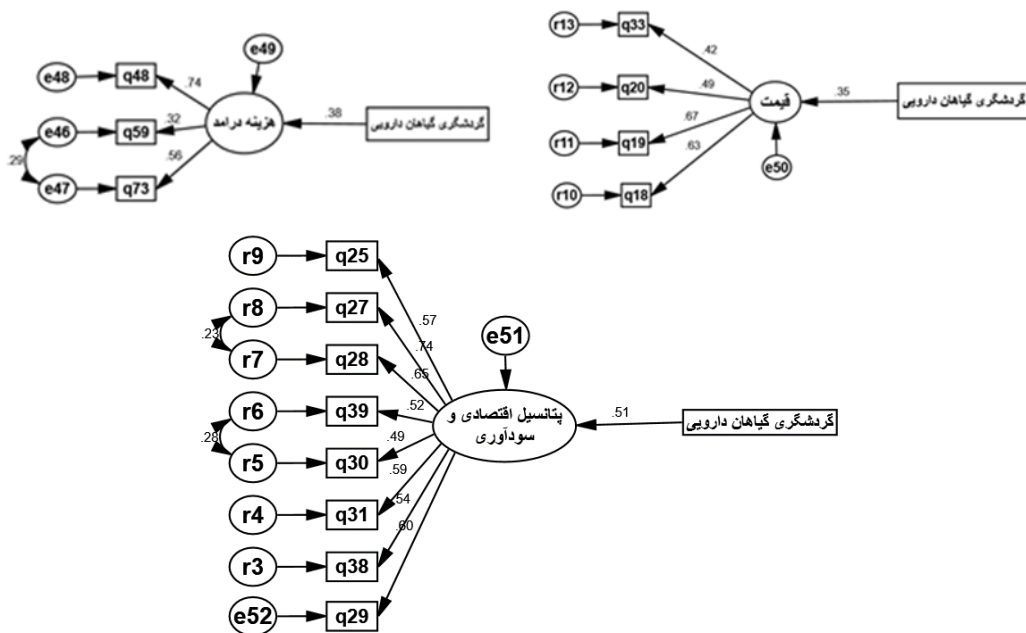 e49
e48
q48
.74
هزینه درامد
.38
گردشگری گیاهان دارویی
e46
q59
.32
.29
.56
e47
q73
r13
q33
.42
r12
q20
.49
قیمت
.35
گردشگری گیاهان دارویی
.67
r11
q19
.63
e50
r10
q18
r9
q25
.57
r8
q27
.74
e51
.23
r7
q28
.65
r6
q39
.52
پتانسیل اقتصادی و
سودآوری
.51
گردشگری گیاهان دارویی
.28
.49
r5
q30
.59
r4
q31
.54
.60
r3
q38
e52
q29